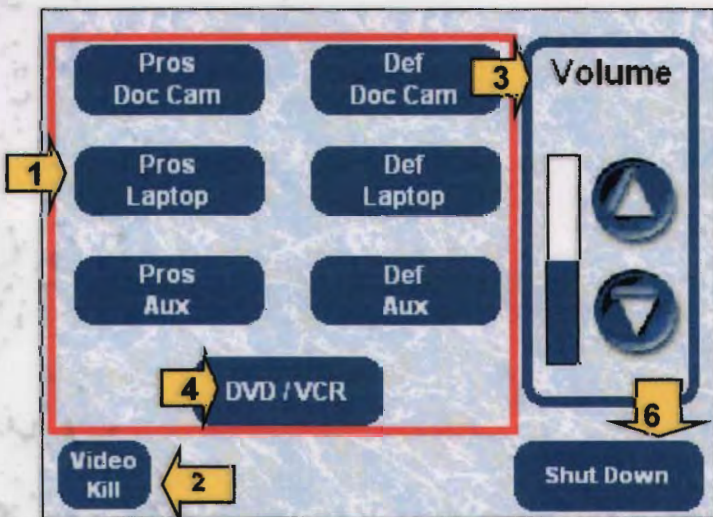 Pros
Doc Cam
Def
Doc Cam
3
Volume
1
Pros
Laptop
Def
Laptop
Pros
Aux
Def
Aux
4
DVD / VCR
6
Video
Kill
2
Shut Down